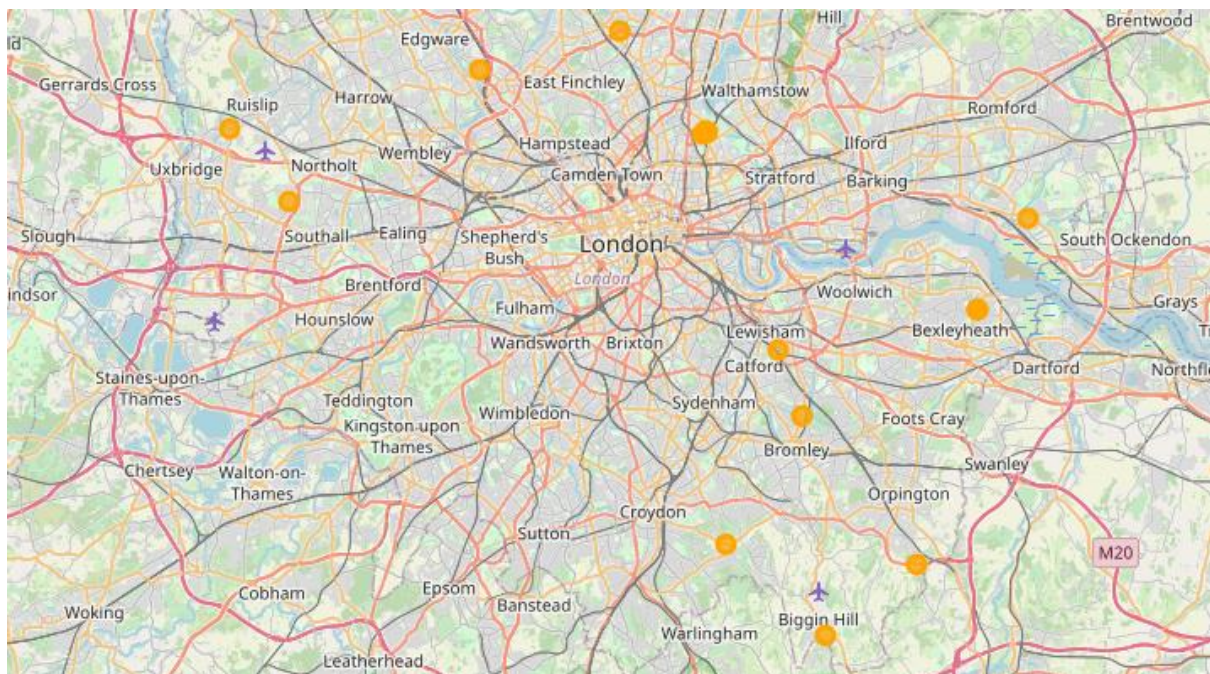 Hill
Brentwood
ld
Edgware
Gerrards Cross
East Finchley
Ruislip
Harrow
Walthamstow
Romford
Hampstead
Ilford
Wembley
Uxbridge
Northolt
Camden Town
Stratford
Barking
Slough
Southall
Ealing
Shepherd's
Bush
London
South Ockendon
London
Brentford
Woolwich
indsor
Grays
Hounslow
Fulham
Lewisham
Bexleyheath
Wandsworth
Brixton
Catford
Dartford
Northfle
Staines-upon-
Thames
Teddington
Sydenham
Kingston upon
Thames
Wimbledon
Foots Cray
Bromley
Chertsey
Walton-on-
Thames
Swanley
Orpington
Croydon
Sutton
M20
Epsom
Cobham
Banstead
Woking
Biggin Hill
Warlingham
Leatherhead